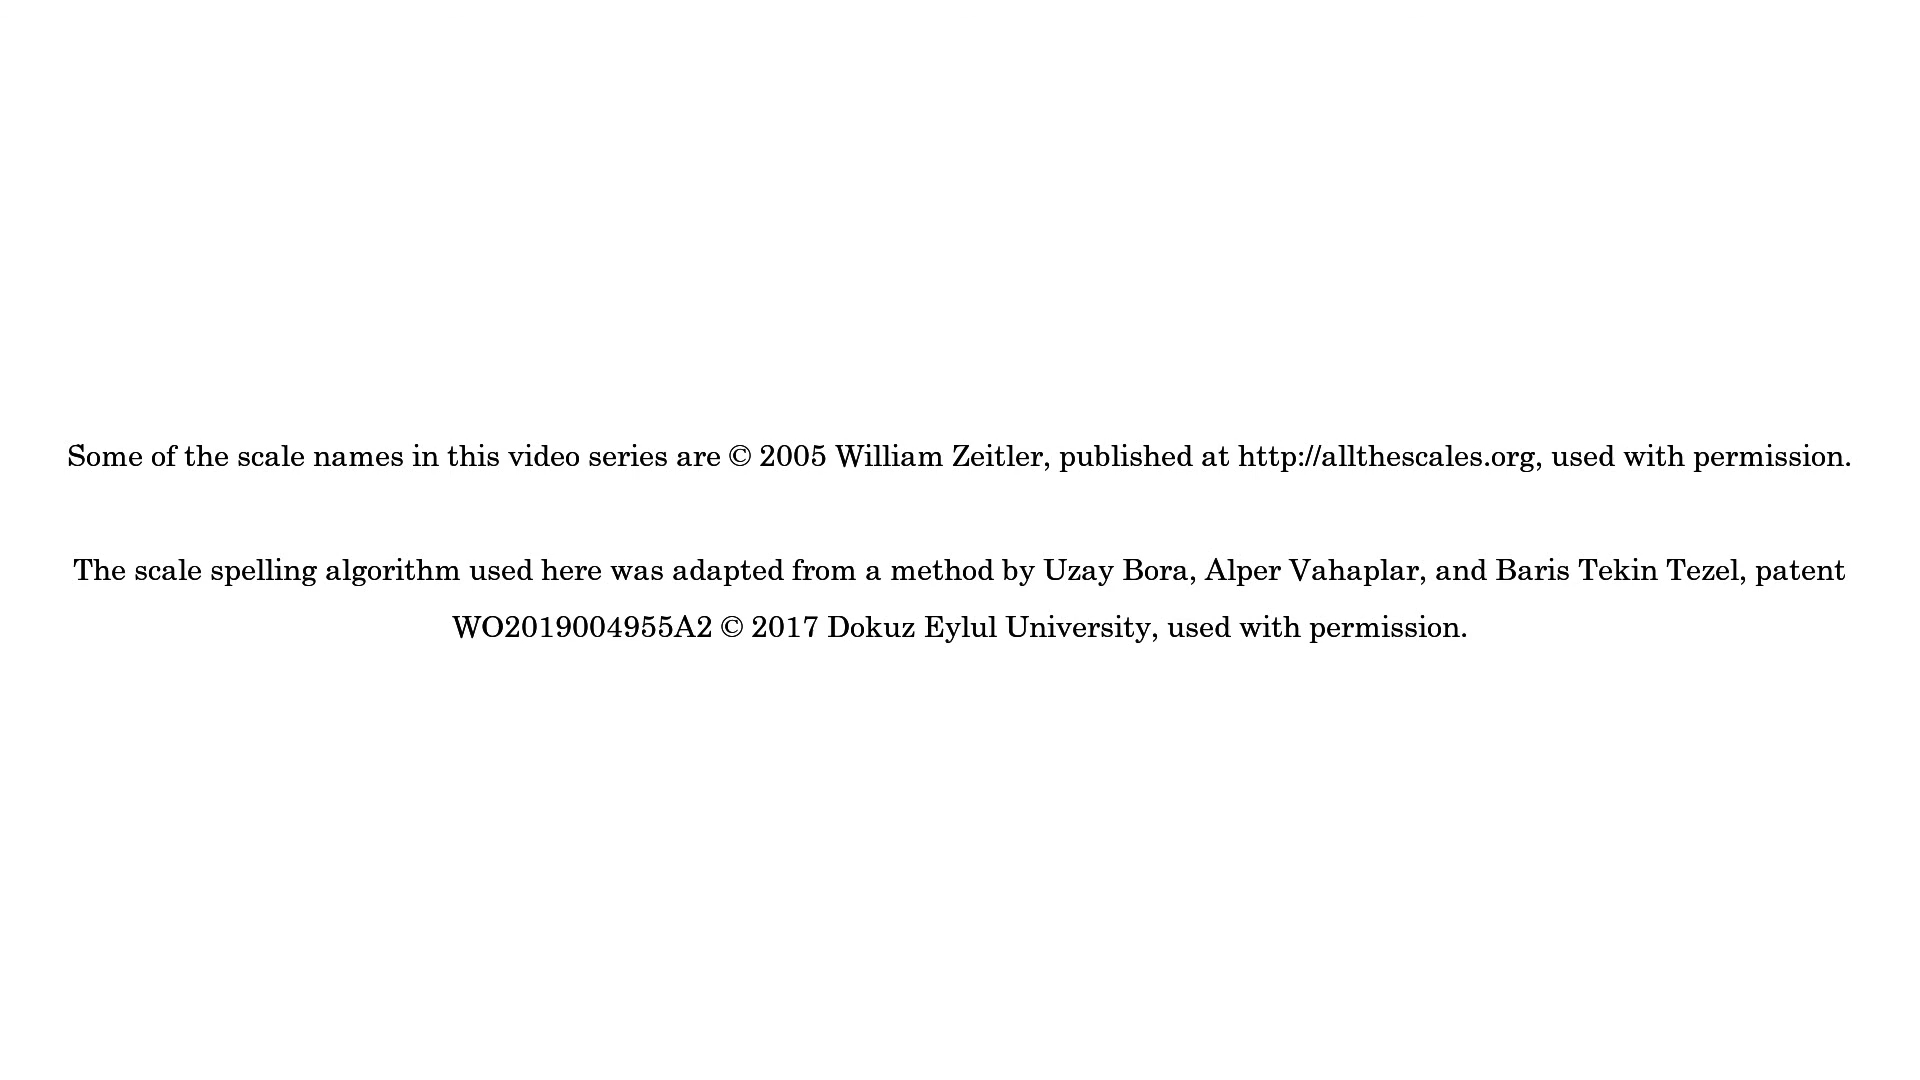 Some of the scale names in this video series are © 2005 William Zeitler, published at http://allthescales.org, used with permission.
The scale spelling algorithm used here was adapted from a method by Uzay Bora, Alper Vahaplar, and Baris Tekin Tezel, patent
WO2019004955A2 © 2017 Dokuz Eylul University, used with permission.